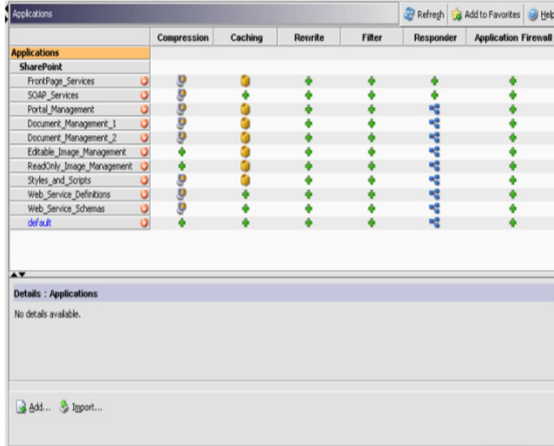 Applications Refresh Add to Favorites Help
Compression Caching Rewrite Filter Responder Application Firewall
Applications
SharePoint
FrontPage_Services
SOAP_Services
Portal_Management
Document_Management_1
Document_Management_2
Editable_Image_Management
ReadOnly_Image_Management
Styles_and_Scripts
Web_Service_Definitions
Web_Service_Schemas
default
Details : Applications
No details available.
Add... Import...